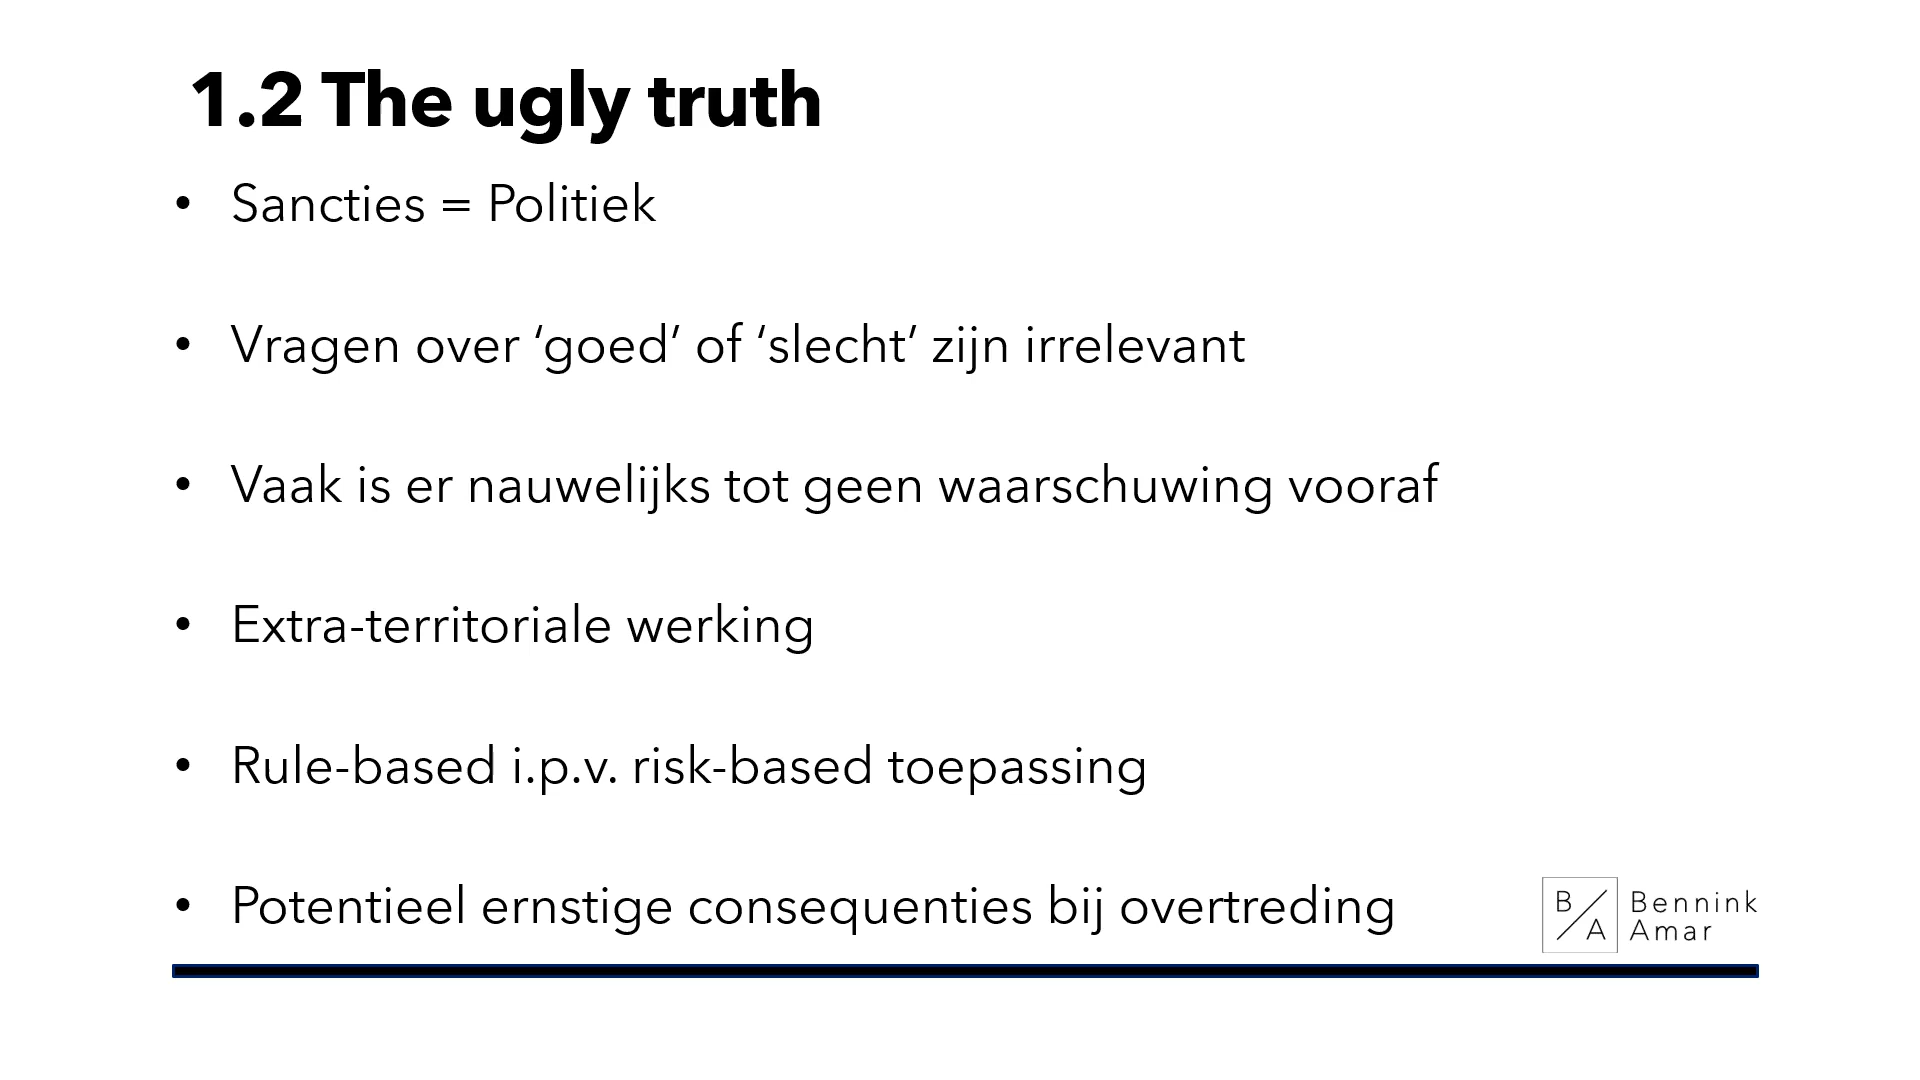 1.2 The ugly truth
• Sancties = Politiek
• Vragen over ‘goed’ of ‘slecht’ zijn irrelevant
• Vaak is er nauwelijks tot geen waarschuwing vooraf
• Extra-territoriale werking
• Rule-based i.p.v. risk-based toepassing
• Potentieel ernstige consequenties bij overtreding
B/A
Bennink
Amar